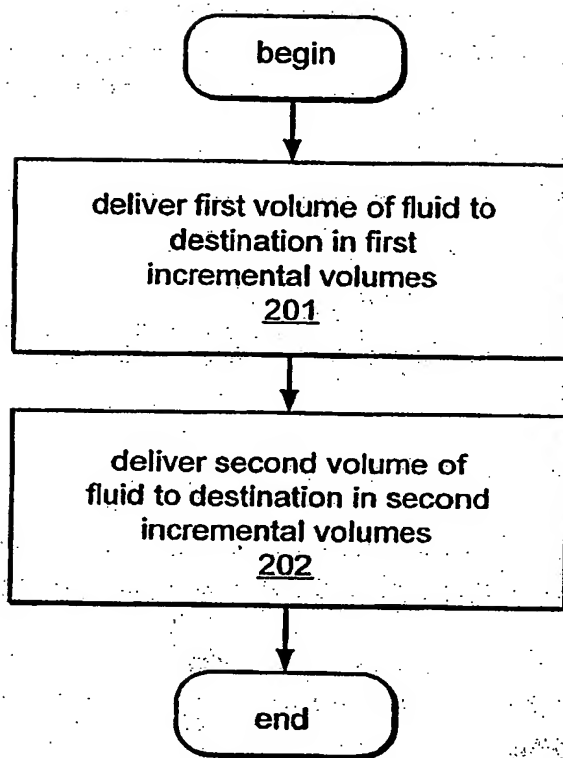 begin
deliver first volume of fluid to
destination in first
incremental volumes
201
deliver second volume of
fluid to destination in second
incremental volumes
202
end